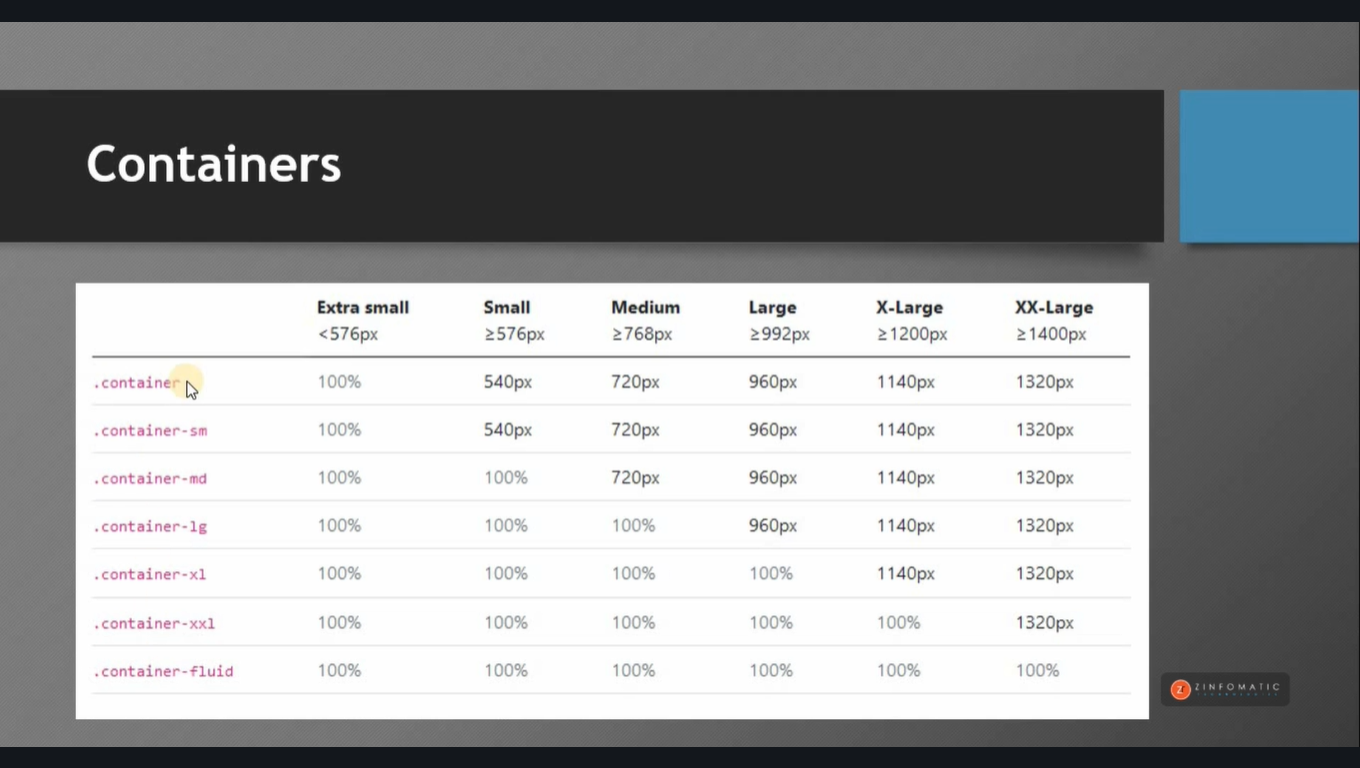 Containers
Extra small Small Medium Large X-Large XX-Large
<576px ≥576px ≥768px ≥992px ≥1200px ≥1400px
.container 100% 540px 720px 960px 1140px 1320px
.container-sm 100% 540px 720px 960px 1140px 1320px
.container-md 100% 100% 720px 960px 1140px 1320px
.container-lg 100% 100% 100% 960px 1140px 1320px
.container-xl 100% 100% 100% 100% 1140px 1320px
.container-xxl 100% 100% 100% 100% 100% 1320px
.container-fluid 100% 100% 100% 100% 100% 100%
Z ZINFOMATIC